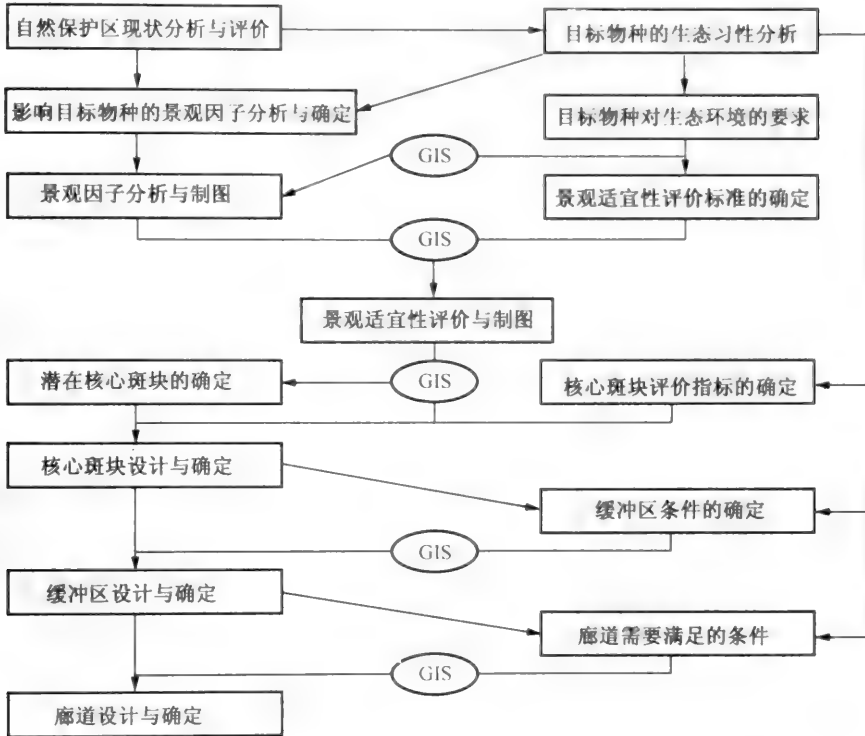 自然保护区现状分析与评价
目标物种的生态习性分析
影响目标物种的景观因子分析与确定
目标物种对生态环境的要求
GIS
景观因子分析与制图
景观适宜性评价标准的确定
GIS
景观适宜性评价与制图
潜在核心斑块的确定
GIS
核心斑块评价指标的确定
核心斑块设计与确定
缓冲区条件的确定
GIS
缓冲区设计与确定
廊道需要满足的条件
GIS
廊道设计与确定